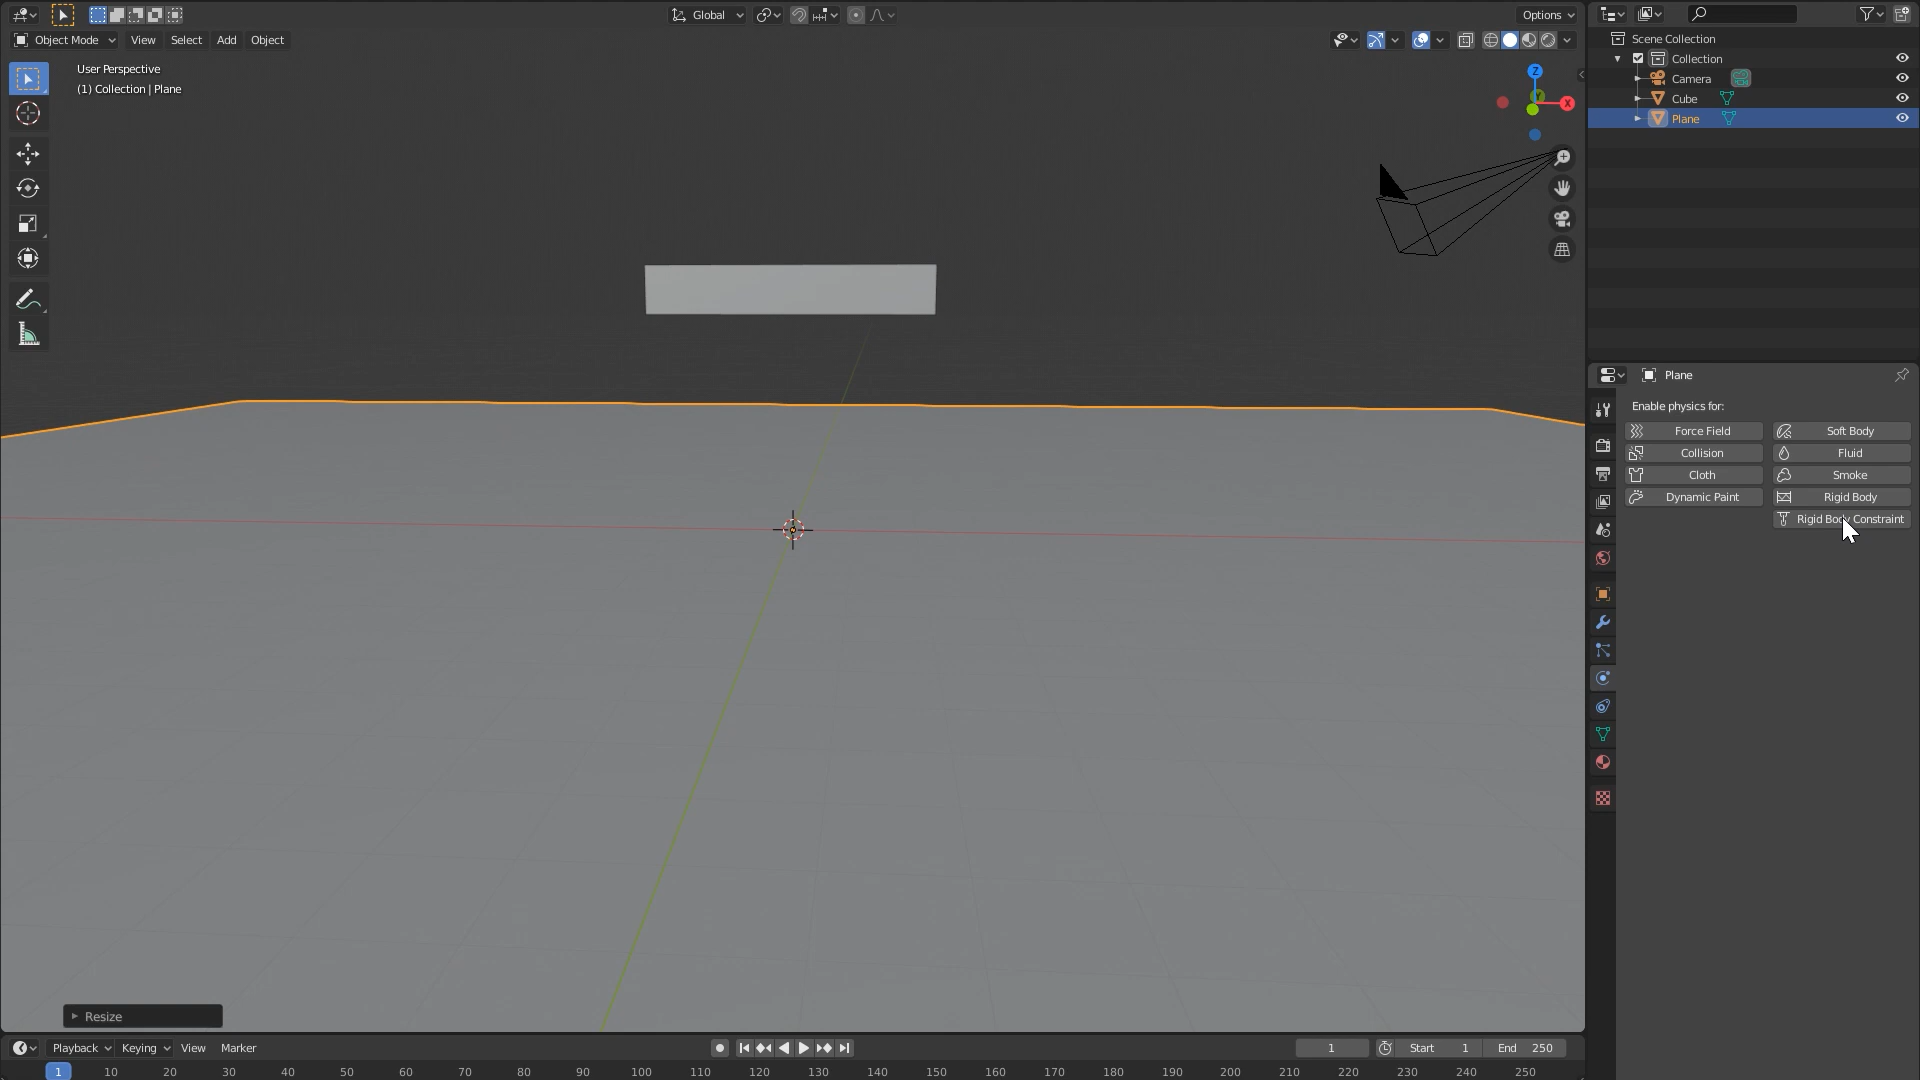 Global
Options
Object Mode
View
Select
Add
Object
User Perspective
(1) Collection | Plane
Z
X
Scene Collection
Collection
Camera
Cube
Plane
Plane
Enable physics for:
Force Field
Soft Body
Collision
Fluid
Cloth
Smoke
Dynamic Paint
Rigid Body
Rigid Body Constraint
Resize
Playback
Keying
View
Marker
1
Start 1
End 250
1 10 20 30 40 50 60 70 80 90 100 110 120 130 140 150 160 170 180 190 200 210 220 230 240 250